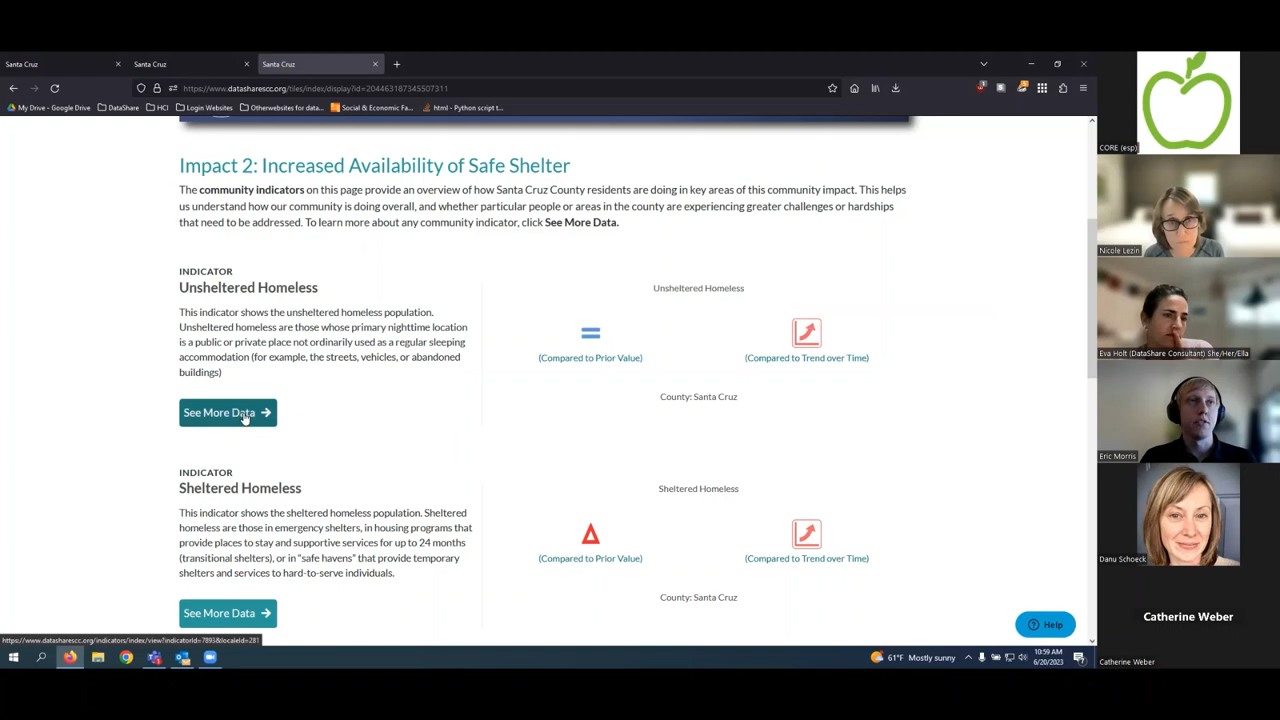 Santa Cruz
Santa Cruz
Santa Cruz
https://www.datasharescc.org/tiles/index/display?id=204463187345507311
My Drive - Google Drive
DataShare
HCI
Login Websites
Otherwebsites for data...
Social & Economic Fa...
html - Python script t...
Impact 2: Increased Availability of Safe Shelter
The community indicators on this page provide an overview of how Santa Cruz County residents are doing in key areas of this community impact. This helps
us understand how our community is doing overall, and whether particular people or areas in the county are experiencing greater challenges or hardships
that need to be addressed. To learn more about any community indicator, click See More Data.
INDICATOR
Unsheltered Homeless
This indicator shows the unsheltered homeless population.
Unsheltered homeless are those whose primary nighttime location
is a public or private place not ordinarily used as a regular sleeping
accommodation (for example, the streets, vehicles, or abandoned
buildings)
See More Data
Unsheltered Homeless
(Compared to Prior Value)
(Compared to Trend over Time)
County: Santa Cruz
INDICATOR
Sheltered Homeless
This indicator shows the sheltered homeless population. Sheltered
homeless are those in emergency shelters, in housing programs that
provide places to stay and supportive services for up to 24 months
(transitional shelters), or in “safe havens” that provide temporary
shelters and services to hard-to-serve individuals.
See More Data
Sheltered Homeless
(Compared to Prior Value)
(Compared to Trend over Time)
County: Santa Cruz
Help
https://www.datasharescc.org/indicators/index/view?indicatorId=7893&localeId=281
61°F Mostly sunny
10:59 AM
6/20/2023
CORE (esp)
Nicole Lezin
Eva Holt (DataShare Consultant) She/Her/Ella
Eric Morris
Danu Schoeck
Catherine Weber
Catherine Weber